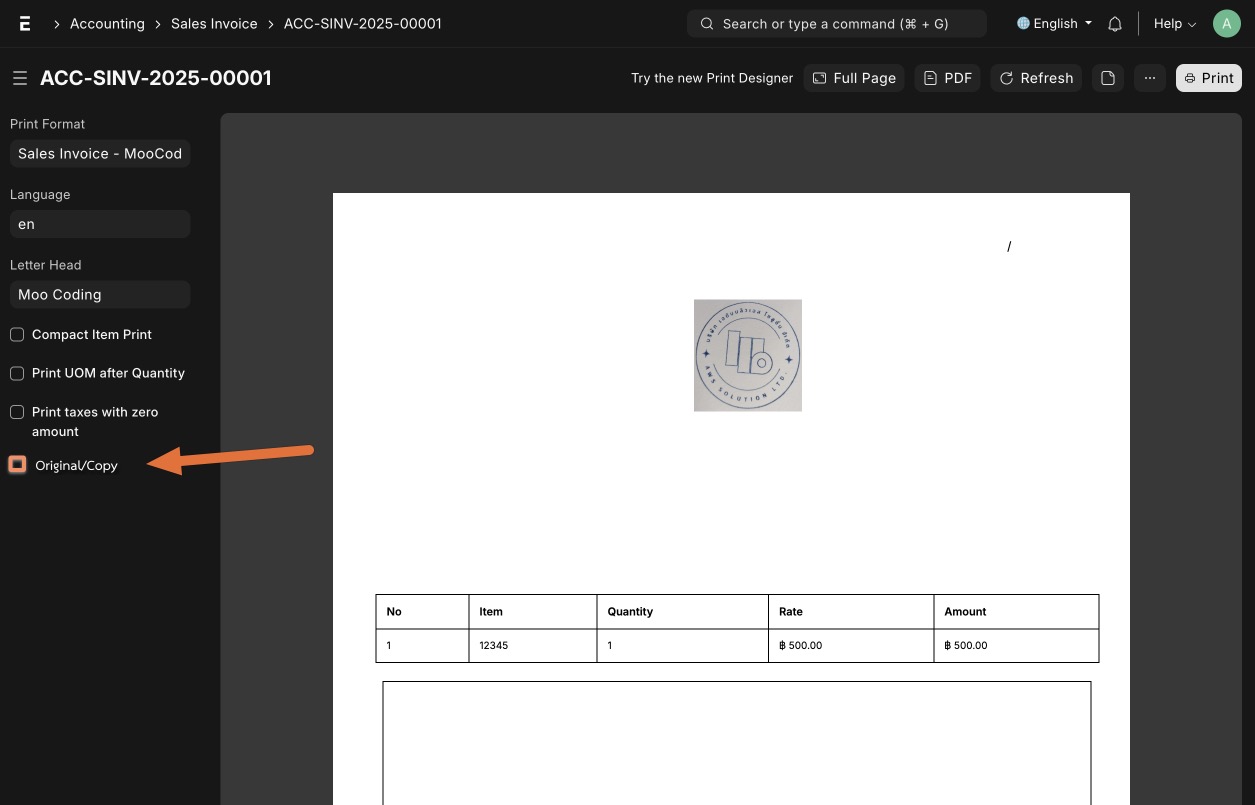 Accounting
Sales Invoice
ACC-SINV-2025-00001
Search or type a command (⌘ + G)
English
Help
A
ACC-SINV-2025-00001
Try the new Print Designer
Full Page
PDF
Refresh
Print
Print Format
Sales Invoice - MooCod
Language
en
Letter Head
Moo Coding
Compact Item Print
Print UOM after Quantity
Print taxes with zero
amount
Original/Copy
/
AWS SOLUTION LTD.
No Item Quantity Rate Amount
1 12345 1 ฿ 500.00 ฿ 500.00